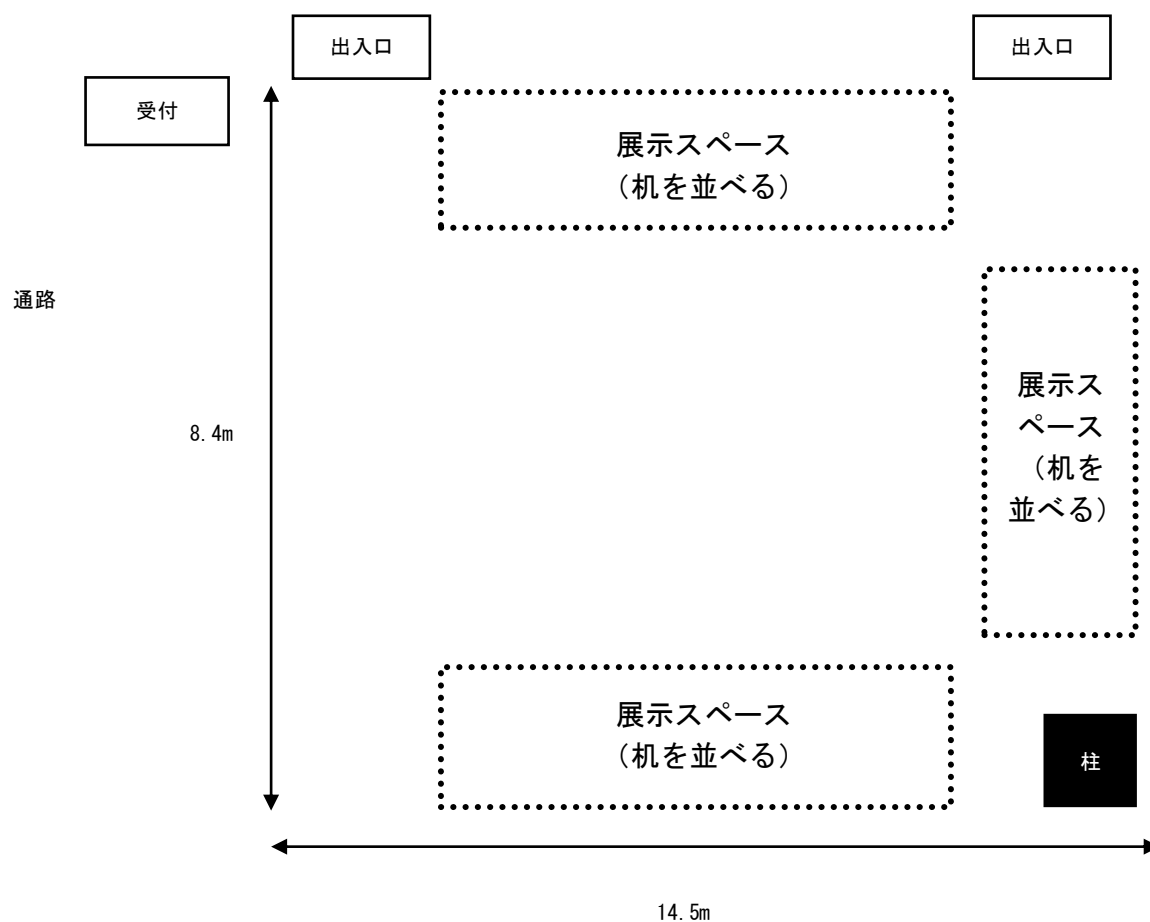 出入口
出入口
受付
展示スペース
（机を並べる）
通路
展示ス
ペース
（机を
並べる）
8.4m
展示スペース
（机を並べる）
柱
14.5m